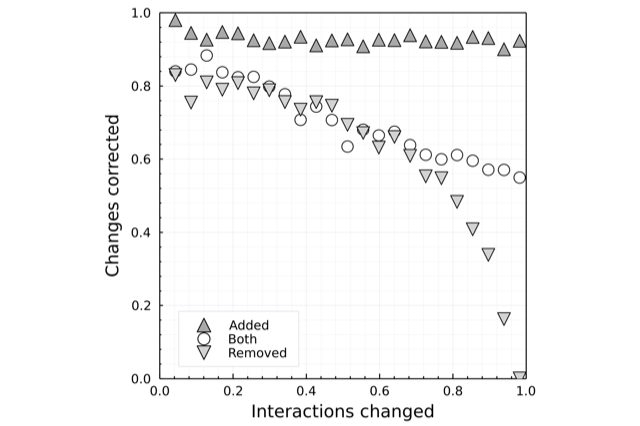 1.0
0.8
0.6
0.4
0.2
0.0
Changes corrected
Added
Both
Removed
0.0 0.2 0.4 0.6 0.8 1.0
Interactions changed